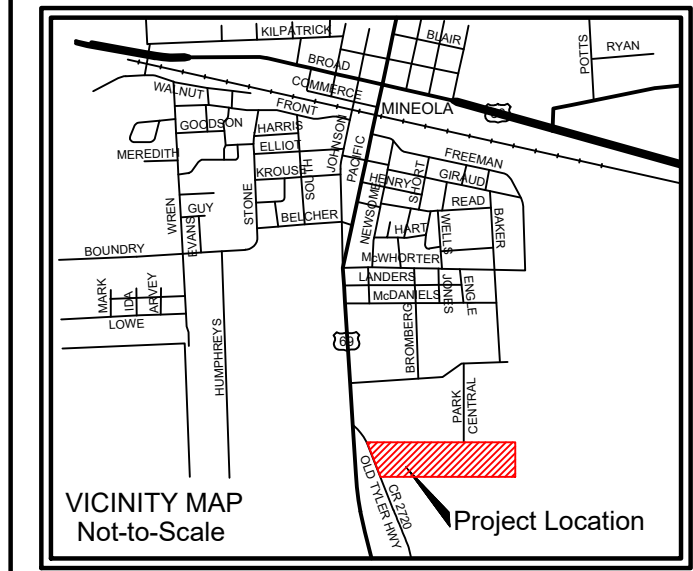 KILPATRICK
BLAIR
RYAN
POTTS
BROAD
COMMERCE
WALNUT
FRONT
MINEOLA
GOODSON
HARRIS
JOHNSON
PACIFIC
ELLIOT
MEREDITH
FREEMAN
KROUSE
SOUTH
HENRY
SHORT
GIRAUD
READ
WREN
GUY
STONE
BELCHER
NEWSOME
HART
WELLS
BAKER
EVANS
BOUNDRY
McWHORTER
LANDERS
McDANIELS
JONES
ENGLE
MARK
IDA
ARVEY
LOWE
HUMPHREYS
69
BROMBERG
PARK
CENTRAL
OLD TYLER HWY
CR 2720
VICINITY MAP
Not-to-Scale
Project Location